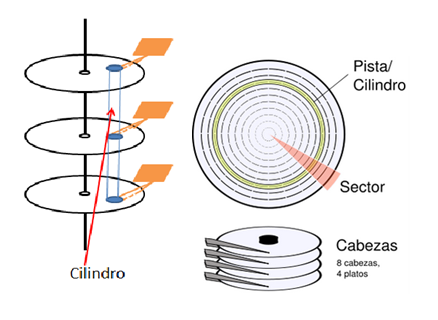 Cilindro
Pista/
Cilindro
Sector
Cabezas
8 cabezas,
4 platos